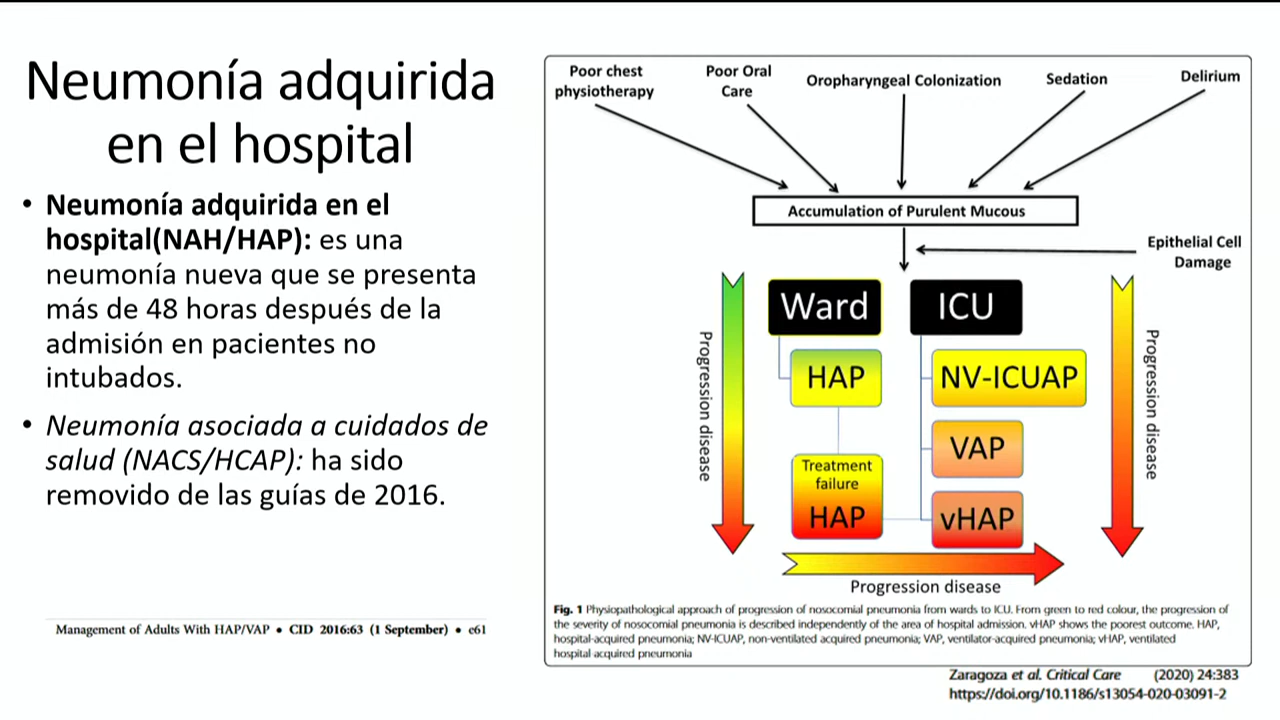 Neumonía adquirida
en el hospital
• Neumonía adquirida en el
hospital(NAH/HAP): es una
neumonía nueva que se presenta
más de 48 horas después de la
admisión en pacientes no
intubados.
• Neumonía asociada a cuidados de
salud (NACS/HCAP): ha sido
removido de las guías de 2016.
Management of Adults With HAP/VAP • CID 2016:63 (1 September) • e61
Poor chest
physiotherapy
Poor Oral
Care
Oropharyngeal Colonization
Sedation
Delirium
Accumulation of Purulent Mucous
Epithelial Cell
Damage
Progression disease
Ward
HAP
Treatment
failure
HAP
ICU
NV-ICUAP
VAP
vHAP
Progression disease
Progression disease
Fig. 1 Physiopathological approach of progression of nosocomial pneumonia from wards to ICU. From green to red colour, the progression of
the severity of nosocomial pneumonia is described independently of the area of hospital admission. vHAP shows the poorest outcome. HAP,
hospital-acquired pneumonia; NV-ICUAP, non-ventilated acquired pneumonia; VAP, ventilator-acquired pneumonia; vHAP, ventilated
hospital acquired pneumonia
Zaragoza et al. Critical Care (2020) 24:383
https://doi.org/10.1186/s13054-020-03091-2